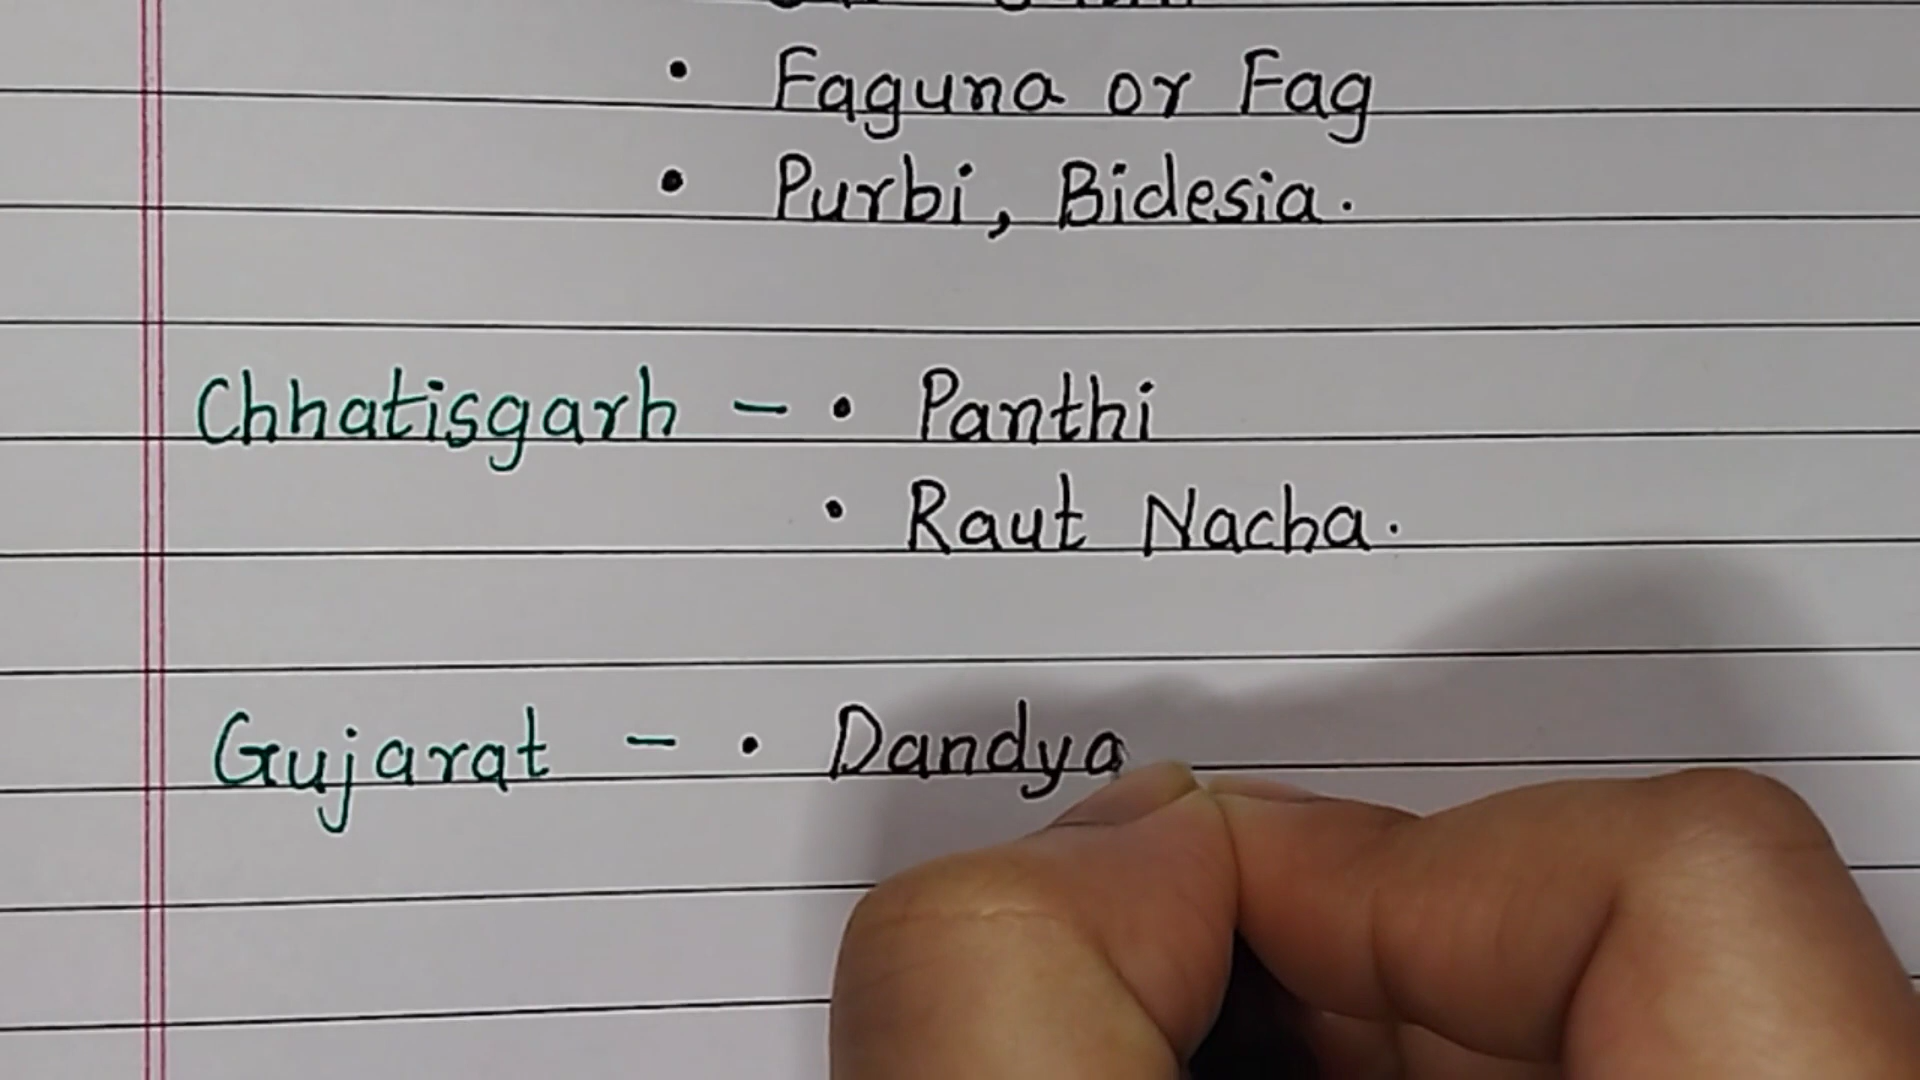 • Faguna or Fag
• Purbi, Bidesia.
Chhatisgarh - • Panthi
• Raut Nacha.
Gujarat - • Dandya